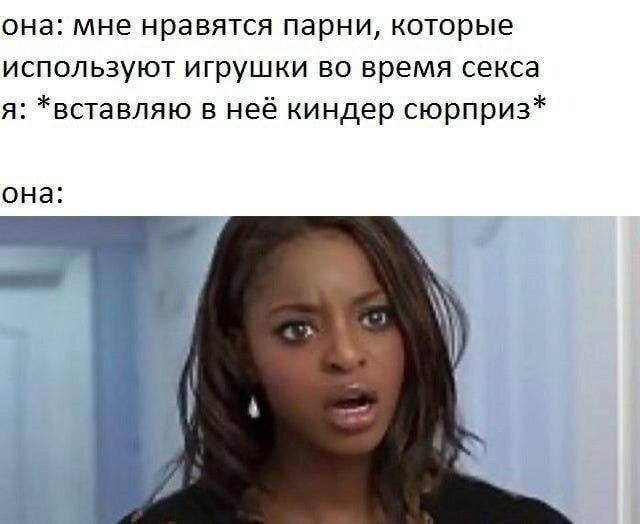 она: мне нравятся парни, которые
используют игрушки во время секса
я: *вставляю в неё киндер сюрприз*
она: